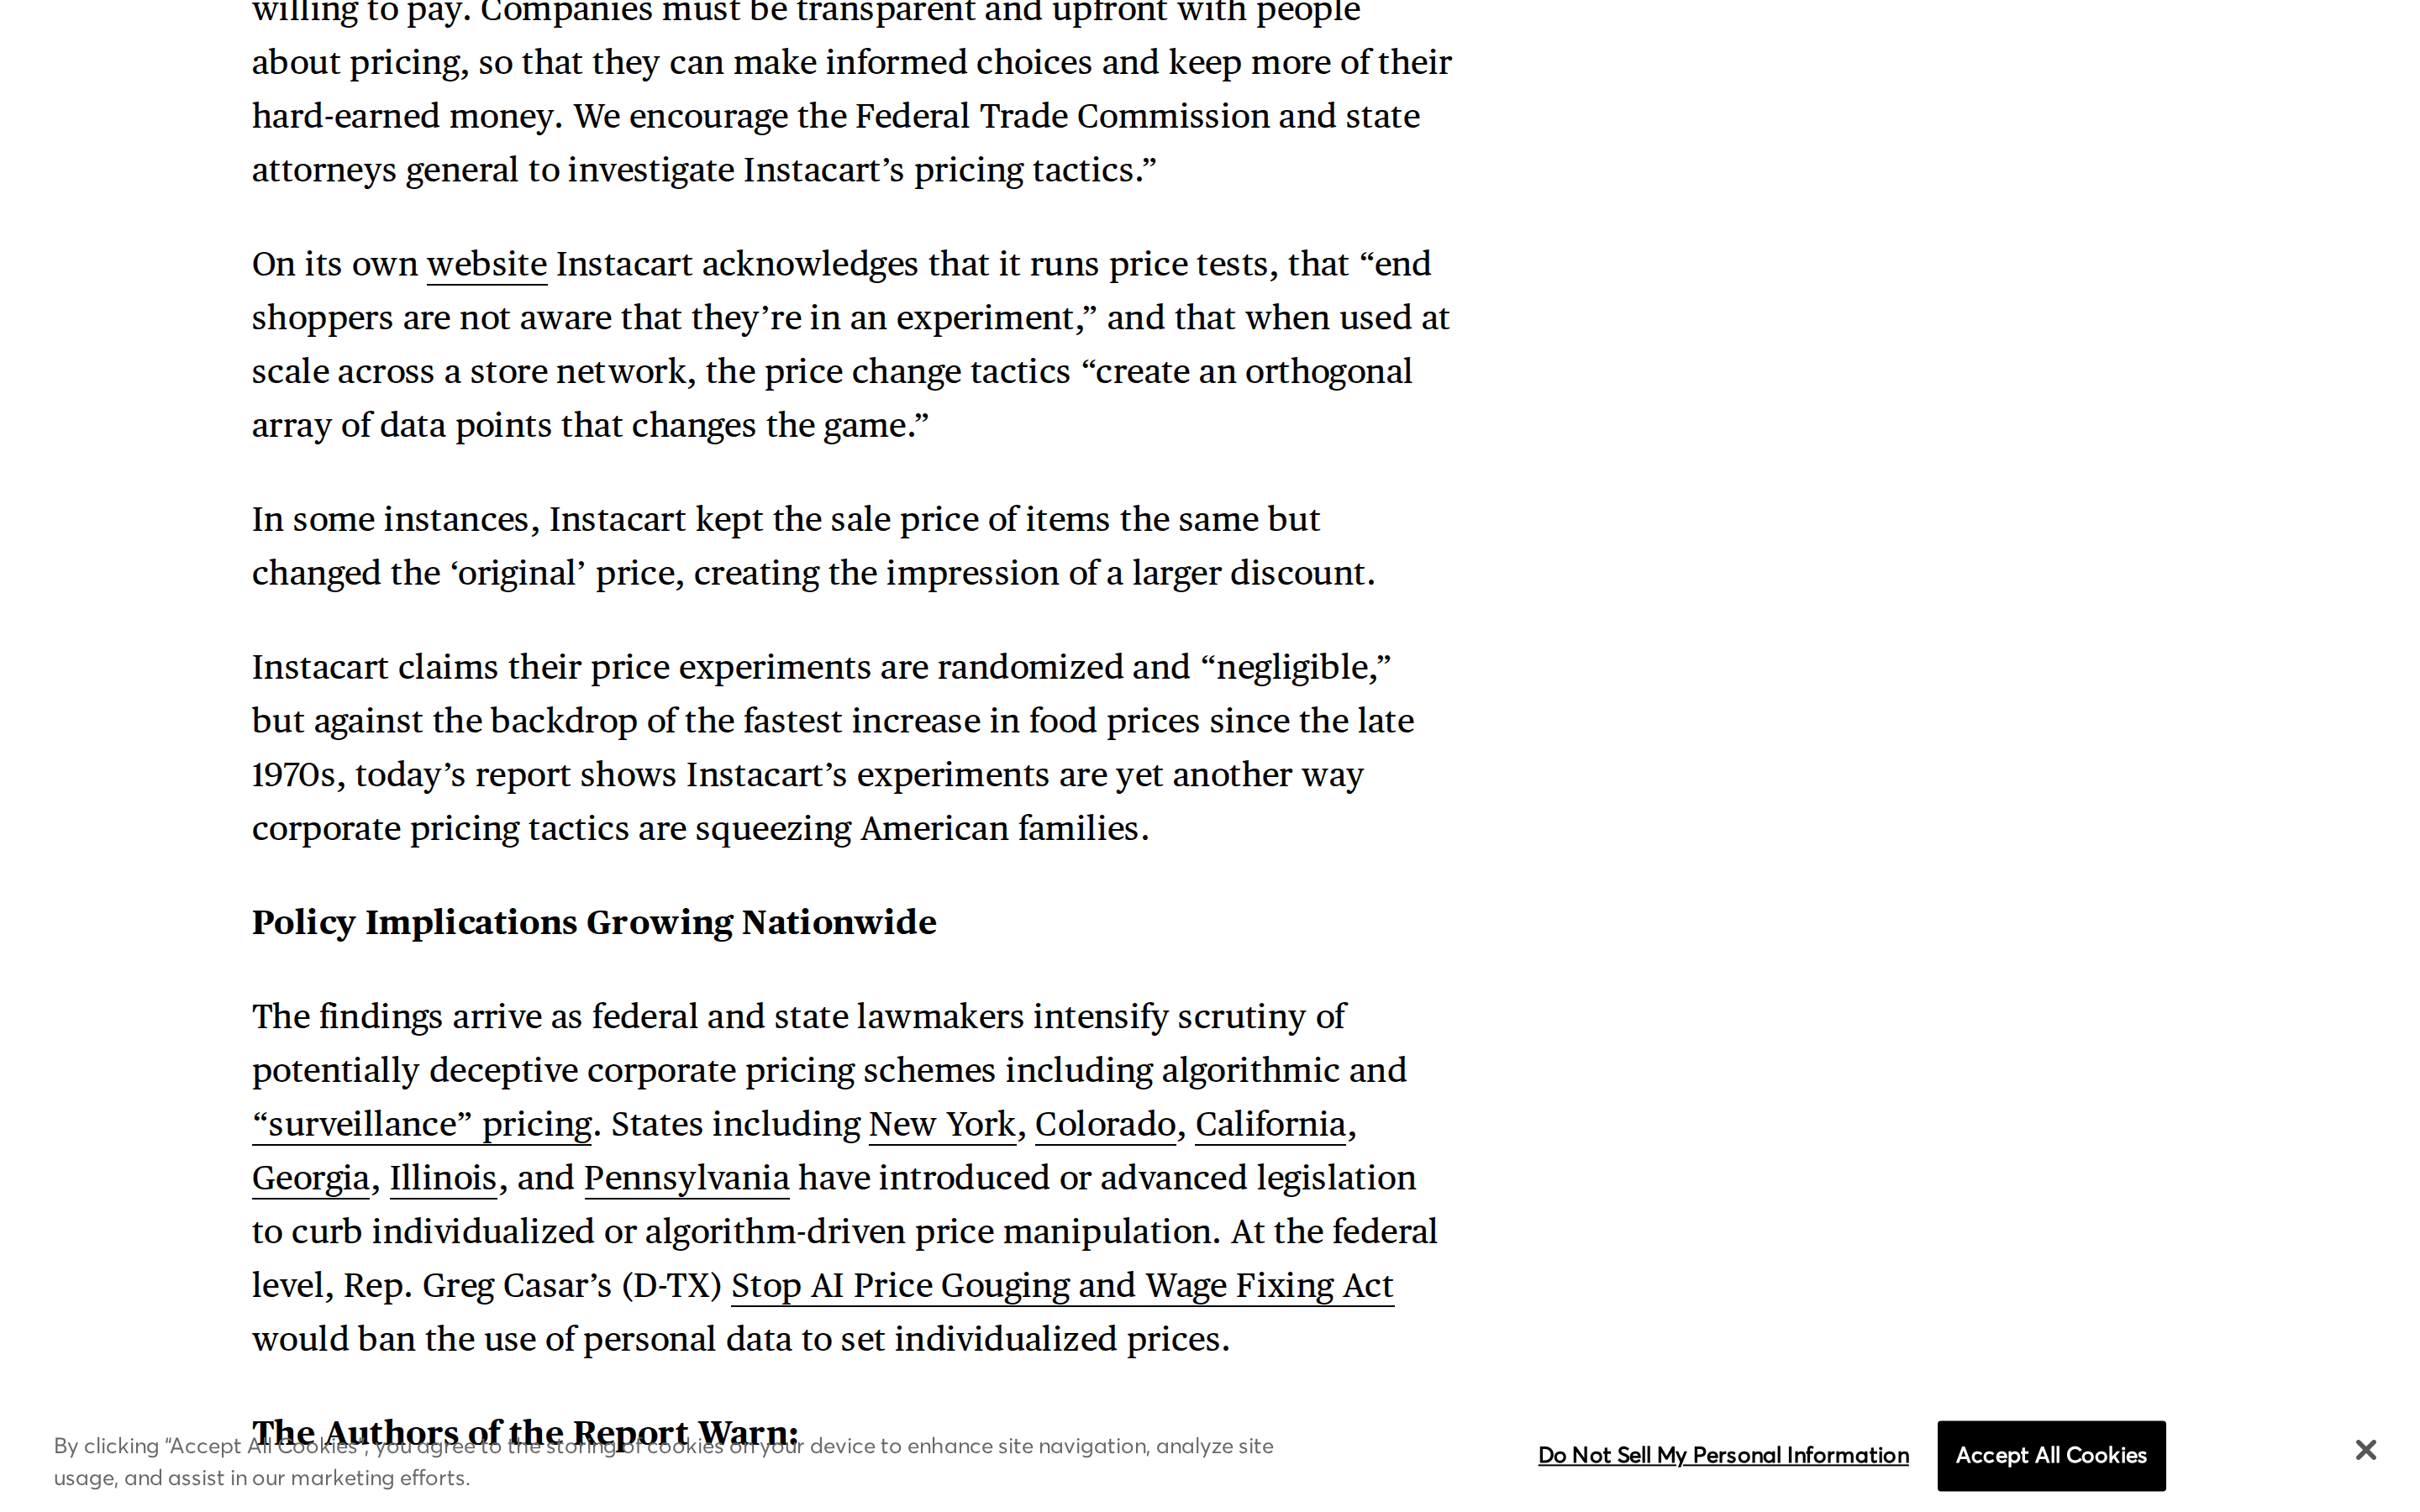 willing to pay. Companies must be transparent and upfront with people
about pricing, so that they can make informed choices and keep more of their
hard-earned money. We encourage the Federal Trade Commission and state
attorneys general to investigate Instacart’s pricing tactics.”
On its own website Instacart acknowledges that it runs price tests, that “end
shoppers are not aware that they’re in an experiment,” and that when used at
scale across a store network, the price change tactics “create an orthogonal
array of data points that changes the game.”
In some instances, Instacart kept the sale price of items the same but
changed the ‘original’ price, creating the impression of a larger discount.
Instacart claims their price experiments are randomized and “negligible,”
but against the backdrop of the fastest increase in food prices since the late
1970s, today’s report shows Instacart’s experiments are yet another way
corporate pricing tactics are squeezing American families.
Policy Implications Growing Nationwide
The findings arrive as federal and state lawmakers intensify scrutiny of
potentially deceptive corporate pricing schemes including algorithmic and
“surveillance” pricing. States including New York, Colorado, California,
Georgia, Illinois, and Pennsylvania have introduced or advanced legislation
to curb individualized or algorithm-driven price manipulation. At the federal
level, Rep. Greg Casar’s (D-TX) Stop AI Price Gouging and Wage Fixing Act
would ban the use of personal data to set individualized prices.
The Authors of the Report Warn:
By clicking “Accept All Cookies”, you agree to the storing of cookies on your device to enhance site navigation, analyze site
usage, and assist in our marketing efforts.
Do Not Sell My Personal Information
Accept All Cookies